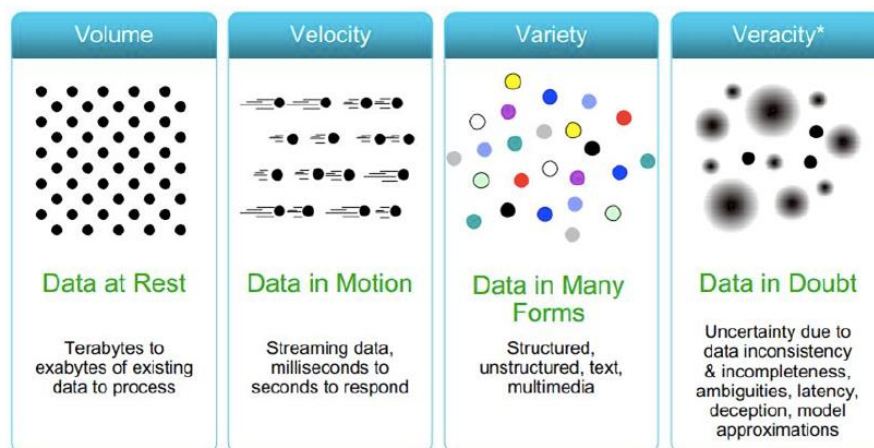 Volume
Data at Rest
Terabytes to
exabytes of existing
data to process
Velocity
Data in Motion
Streaming data,
milliseconds to
seconds to respond
Variety
Data in Many
Forms
Structured,
unstructured, text,
multimedia
Veracity*
Data in Doubt
Uncertainty due to
data inconsistency
& incompleteness,
ambiguities, latency,
deception, model
approximations